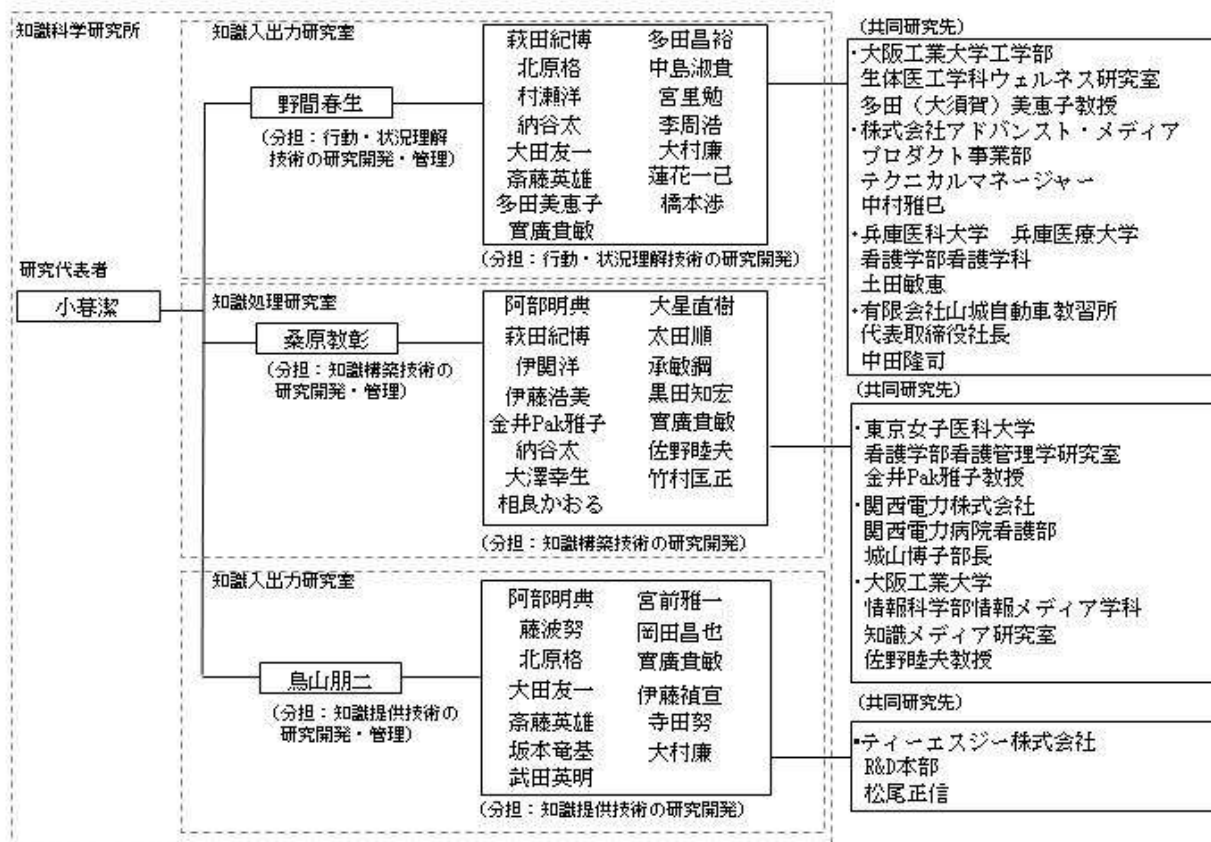 知識科学研究所
研究代表者
小暮潔
知識入出力研究室
野間春生
(分担：行動・状況理解
技術の研究開発・管理)
萩田紀博　多田昌裕
北原格　中島淑貴
村瀬洋　宮里勉
納谷太　李周浩
大田友一　大村廉
斎藤英雄　蓮花一己
多田美恵子　橋本渉
實廣貴敏
(分担：行動・状況理解技術の研究開発)
(共同研究先)
・大阪工業大学工学部
生体医工学科ウェルネス研究室
多田（大須賀）美恵子教授
・株式会社アドバンスト・メディア
プロダクト事業部
テクニカルマネージャー
中村雅巳
・兵庫医科大学　兵庫医療大学
看護学部看護学科
土田敏恵
・有限会社山城自動車教習所
代表取締役社長
中田隆司
知識処理研究室
桑原教彰
(分担：知識構築技術の
研究開発・管理)
阿部明典　大星直樹
萩田紀博　太田順
伊関洋　承敏鋼
伊藤浩美　黒田知宏
金井Pak雅子　實廣貴敏
納谷太　佐野睦夫
大澤幸生　竹村匡正
相良かおる
(分担：知識構築技術の研究開発)
(共同研究先)
・東京女子医科大学
看護学部看護管理学研究室
金井Pak雅子教授
・関西電力株式会社
関西電力病院看護部
城山博子部長
・大阪工業大学
情報科学部情報メディア学科
知識メディア研究室
佐野睦夫教授
知識入出力研究室
鳥山朋二
(分担：知識提供技術の
研究開発・管理)
阿部明典　宮前雅一
藤波努　岡田昌也
北原格　實廣貴敏
大田友一　伊藤禎宣
斎藤英雄　寺田努
坂本竜基　大村廉
武田英明
(分担：知識提供技術の研究開発)
(共同研究先)
・ティーエスジー株式会社
R&D本部
松尾正信